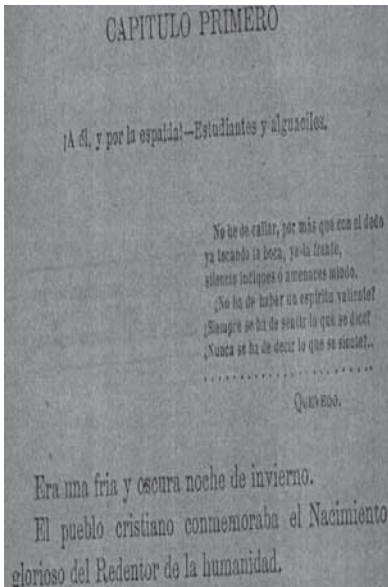 CAPITULO PRIMERO
¡A él, y por la espalda!—Estudiantes y alguaciles.
No he de callar, por más que con el dedo
ya tocando la boca, ya la frente,
silencio indiques ó amenaces miedo.
¿No ha de haber un espíritu valiente?
¿Siempre se ha de sentir lo que se dice?
¿Nunca se ha de decir lo que se siente?..
........................
QUEVEDO.
Era una fria y oscura noche de invierno.
El pueblo cristiano conmemoraba el Nacimiento
glorioso del Redentor de la humanidad.